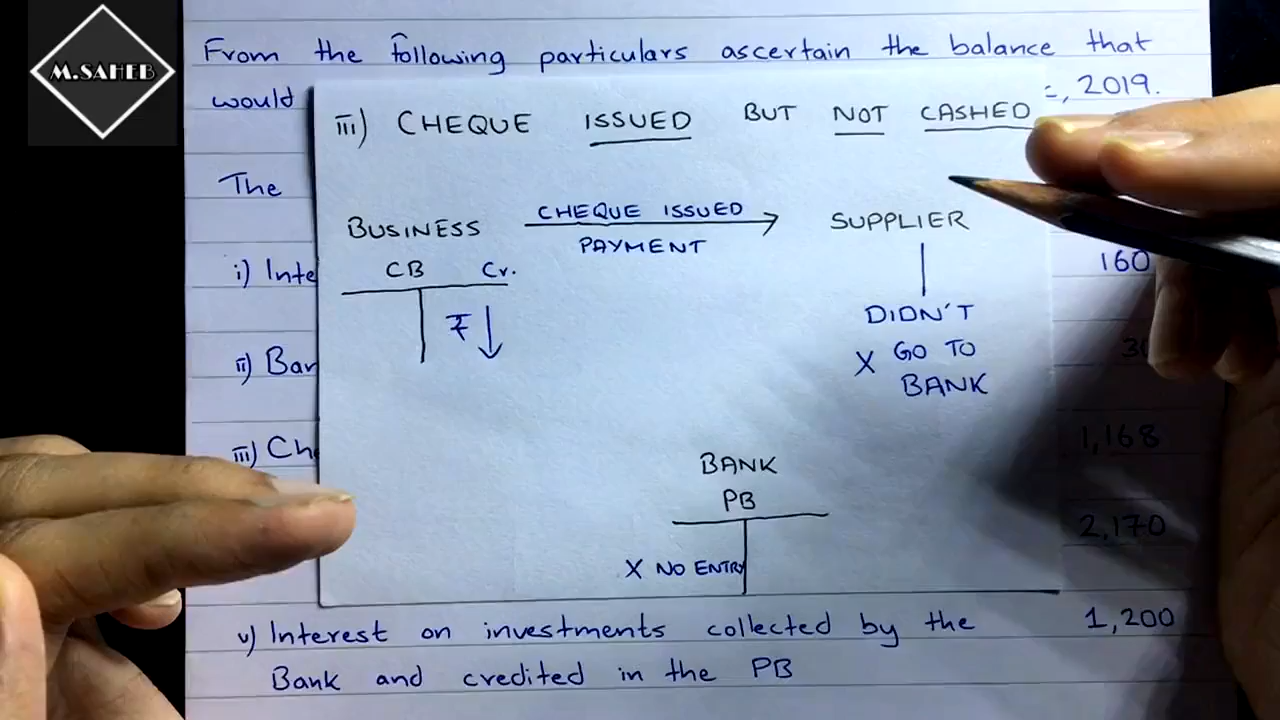 M.SAHEB
From the following particulars ascertain the balance that
would
2019.
III) CHEQUE ISSUED BUT NOT CASHED
The
CHEQUE ISSUED
BUSINESS
SUPPLIER
PAYMENT
CB Cr.
i) Inte
160
DIDN'T
₹
X GO TO
BANK
ii) Ban
30
iii) Ch
1,168
BANK
PB
2,170
X NO ENTRY
v) Interest on investments collected by the
1,200
Bank and credited in the PB